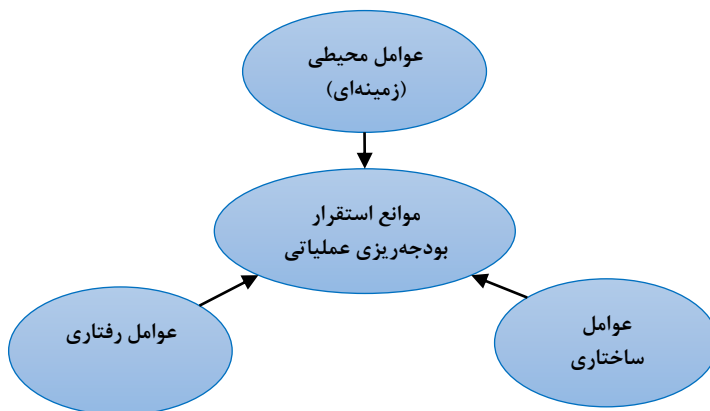 عوامل محیطی
(زمینه‌ای)
موانع استقرار
بودجه‌ریزی عملیاتی
عوامل
ساختاری
عوامل رفتاری